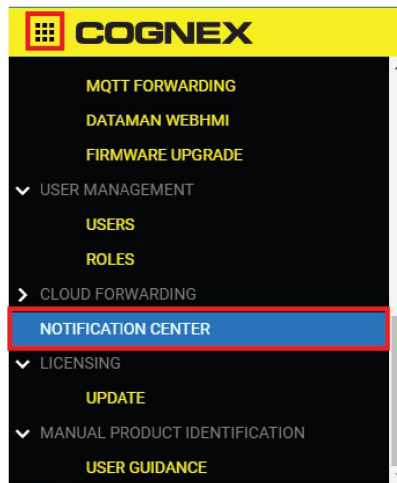 COGNEX
MQTT FORWARDING
DATAMAN WEBHMI
FIRMWARE UPGRADE
USER MANAGEMENT
USERS
ROLES
CLOUD FORWARDING
NOTIFICATION CENTER
LICENSING
UPDATE
MANUAL PRODUCT IDENTIFICATION
USER GUIDANCE